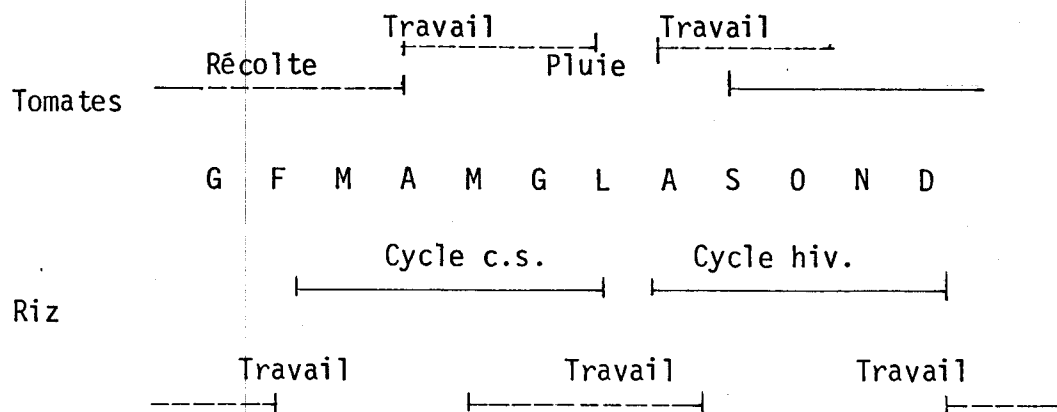 Travail Travail
Récolte Pluie
Tomates
G F M A M G L A S O N D
Cycle c.s. Cycle hiv.
Riz
Travail Travail Travail